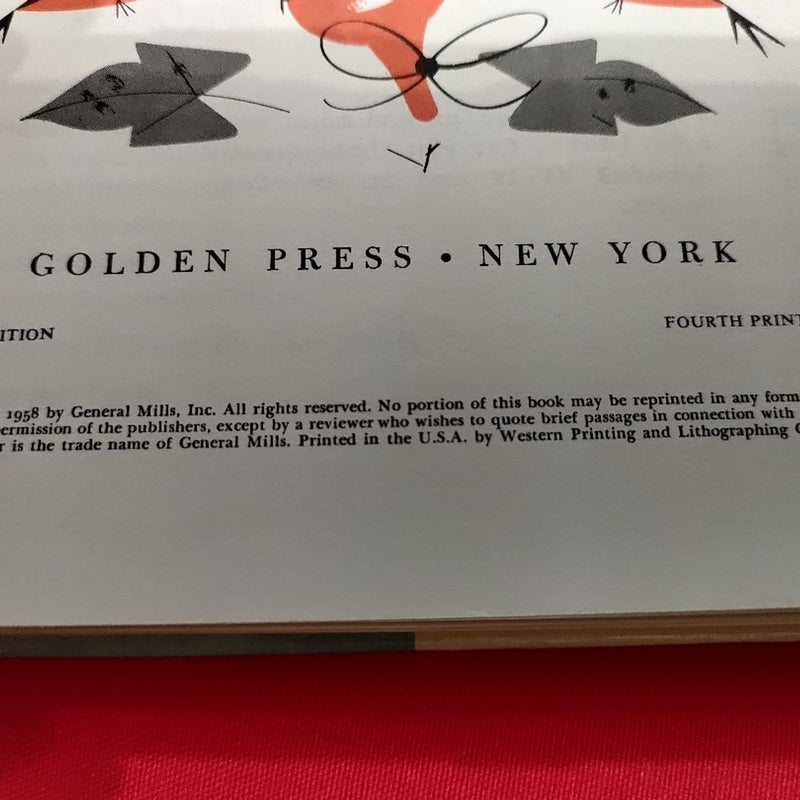 GOLDEN PRESS • NEW YORK
ITION
FOURTH PRINT
1958 by General Mills, Inc. All rights reserved. No portion of this book may be reprinted in any form
ermission of the publishers, except by a reviewer who wishes to quote brief passages in connection with
r is the trade name of General Mills. Printed in the U.S.A. by Western Printing and Lithographing